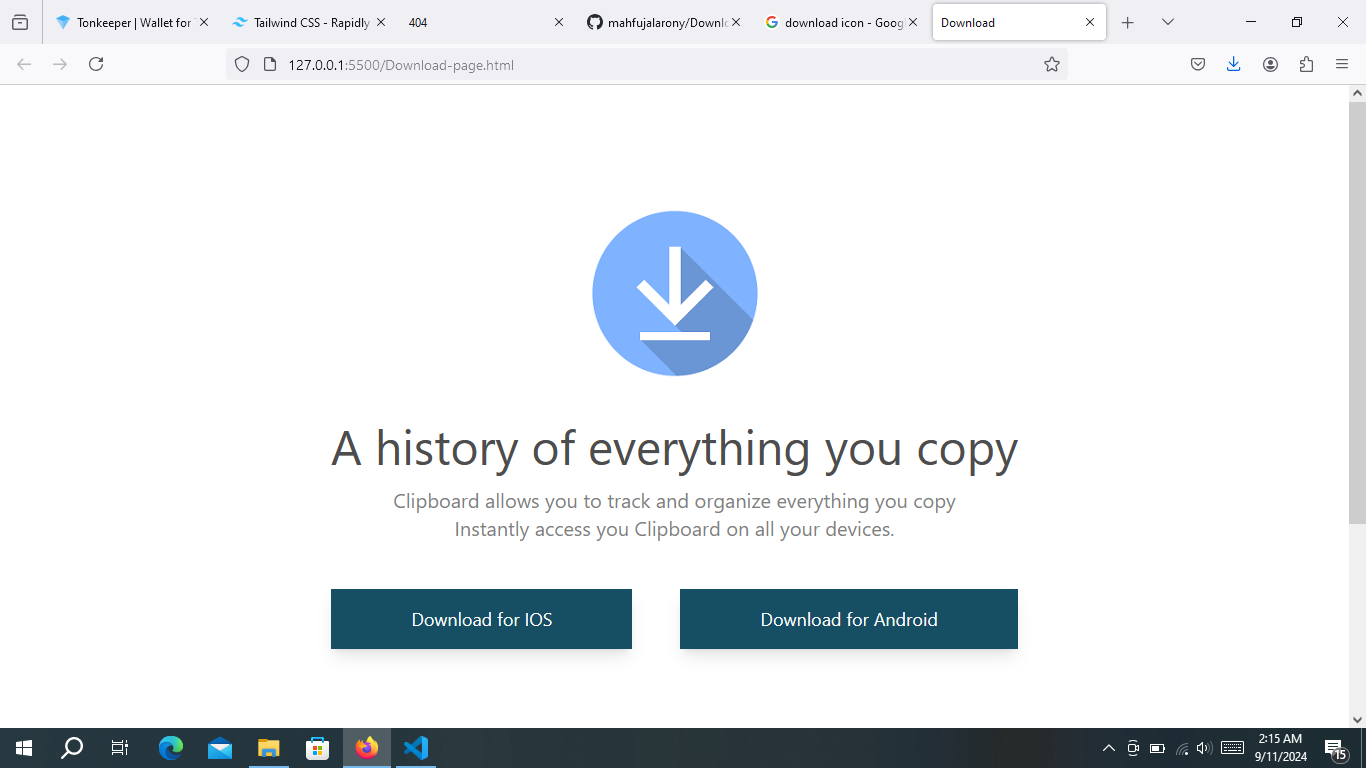 Tonkeeper | Wallet for T
Tailwind CSS - Rapidly
404
mahfujalarony/Downlo
download icon - Googl
Download
127.0.0.1:5500/Download-page.html
A history of everything you copy
Clipboard allows you to track and organize everything you copy
Instantly access you Clipboard on all your devices.
Download for IOS
Download for Android
2:15 AM
9/11/2024
15